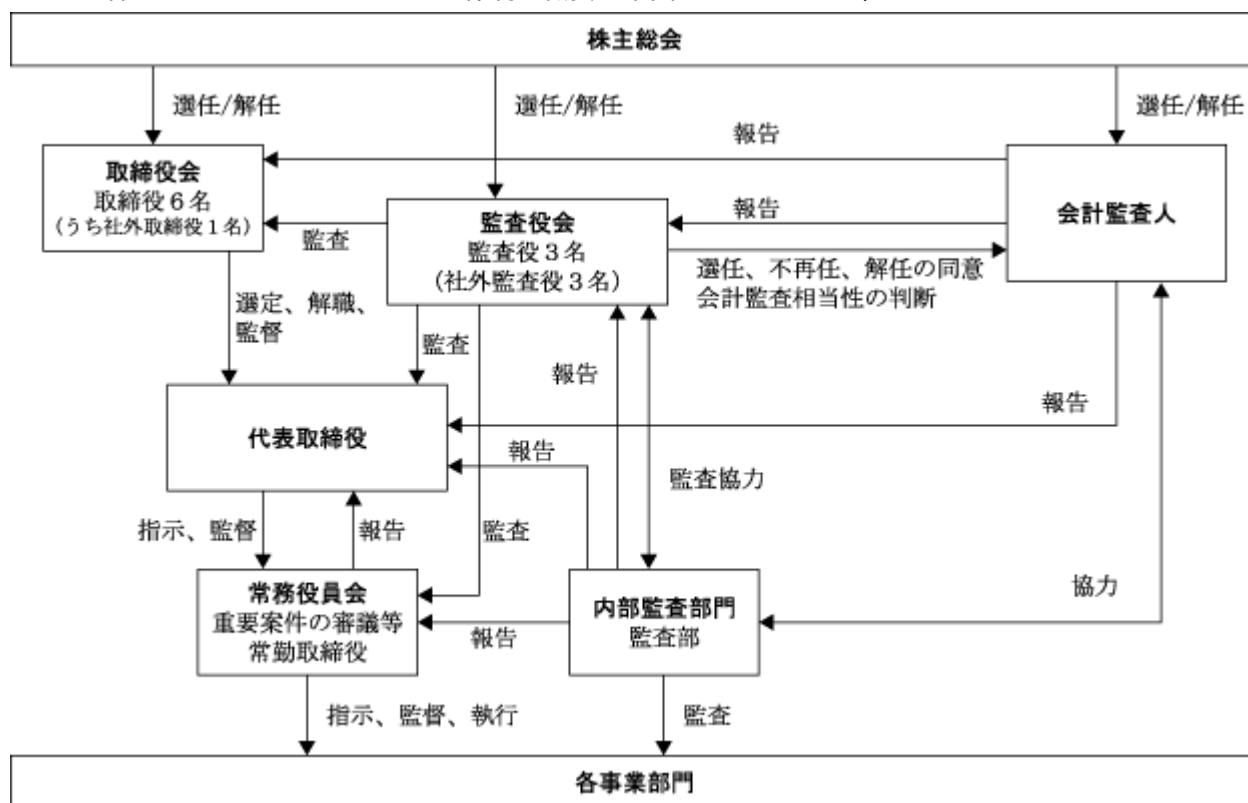 株主総会
選任/解任
選任/解任
選任/解任
報告
取締役会
取締役6名
(うち社外取締役1名)
監査
監査役会
監査役3名
(社外監査役3名)
報告
会計監査人
選任、不再任、解任の同意
会計監査相当性の判断
選定、解職、
監督
監査
報告
報告
代表取締役
報告
監査協力
指示、監督
報告
監査
協力
常務役員会
重要案件の審議等
常勤取締役
報告
内部監査部門
監査部
指示、監督、執行
監査
各事業部門